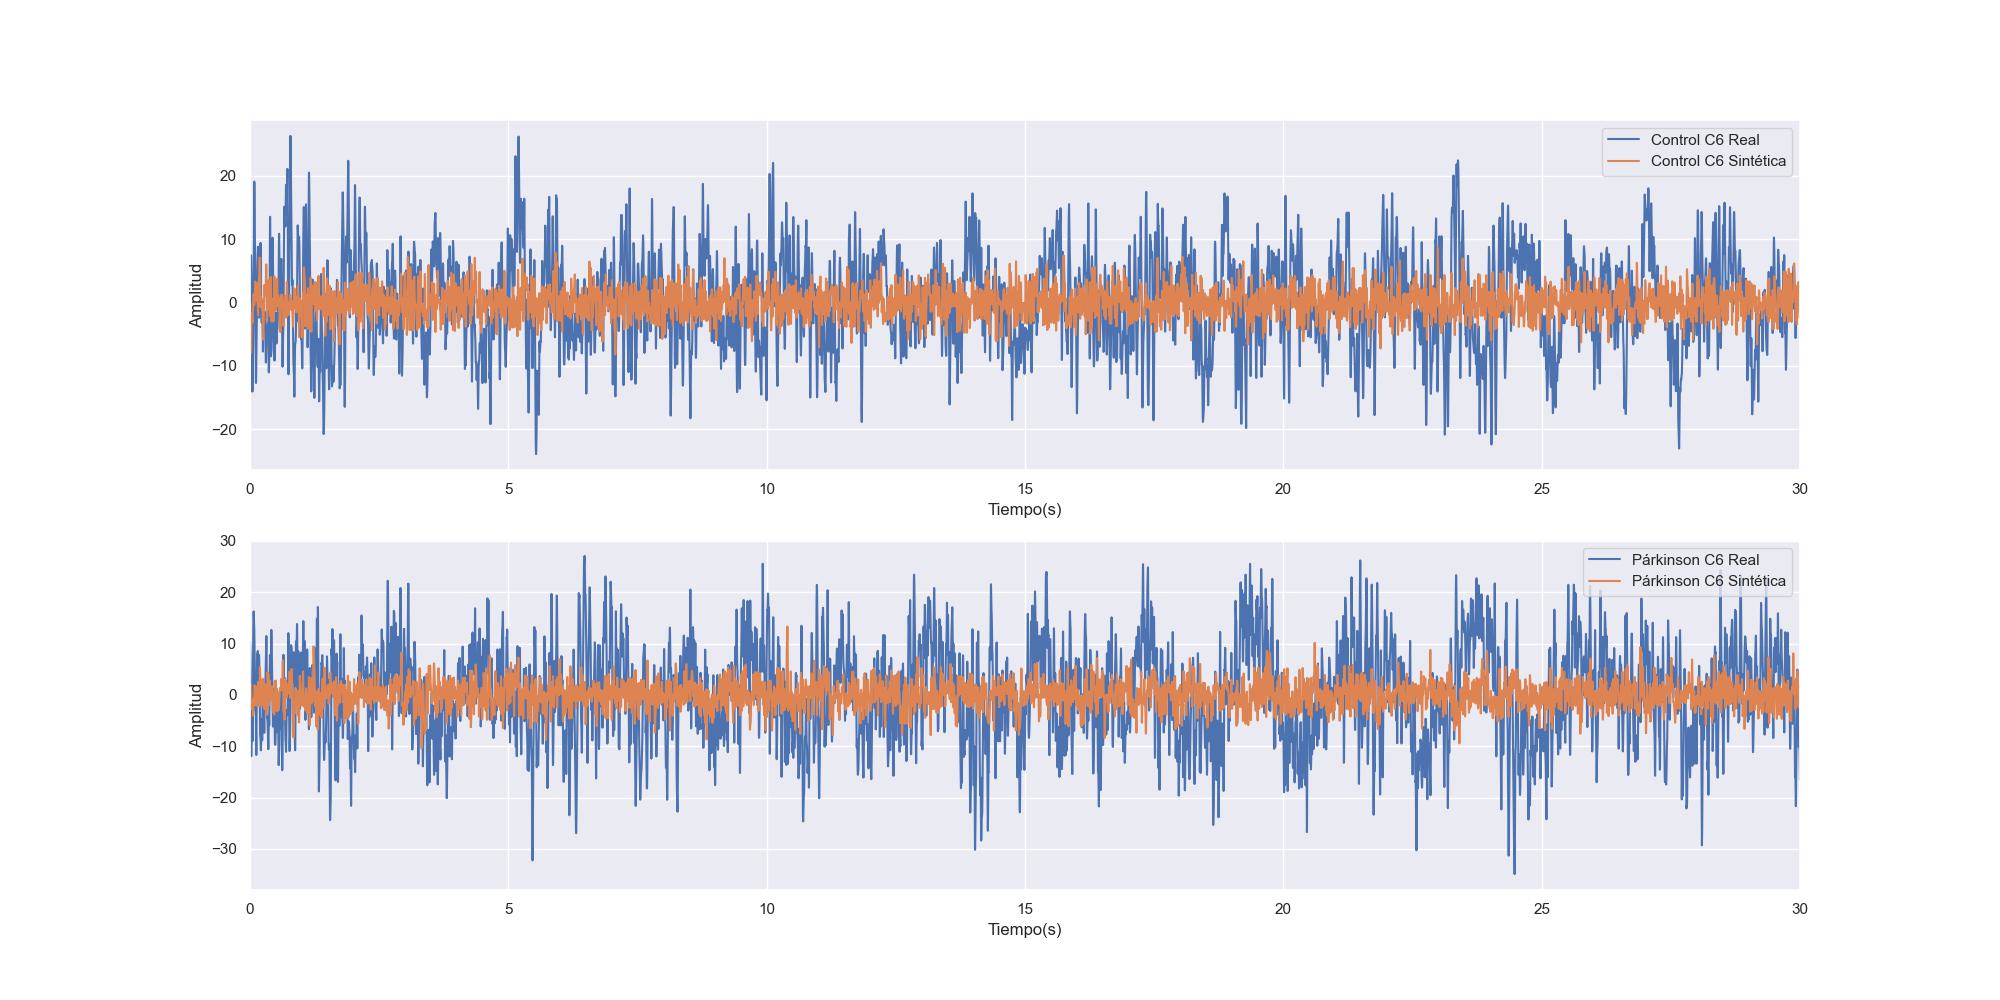 Control C6 Real
Control C6 Sintética
20
10
0
−10
−20
Amplitud
0 5 10 15 20 25 30
Tiempo(s)
Párkinson C6 Real
Párkinson C6 Sintética
30
20
10
0
−10
−20
−30
Amplitud
0 5 10 15 20 25 30
Tiempo(s)